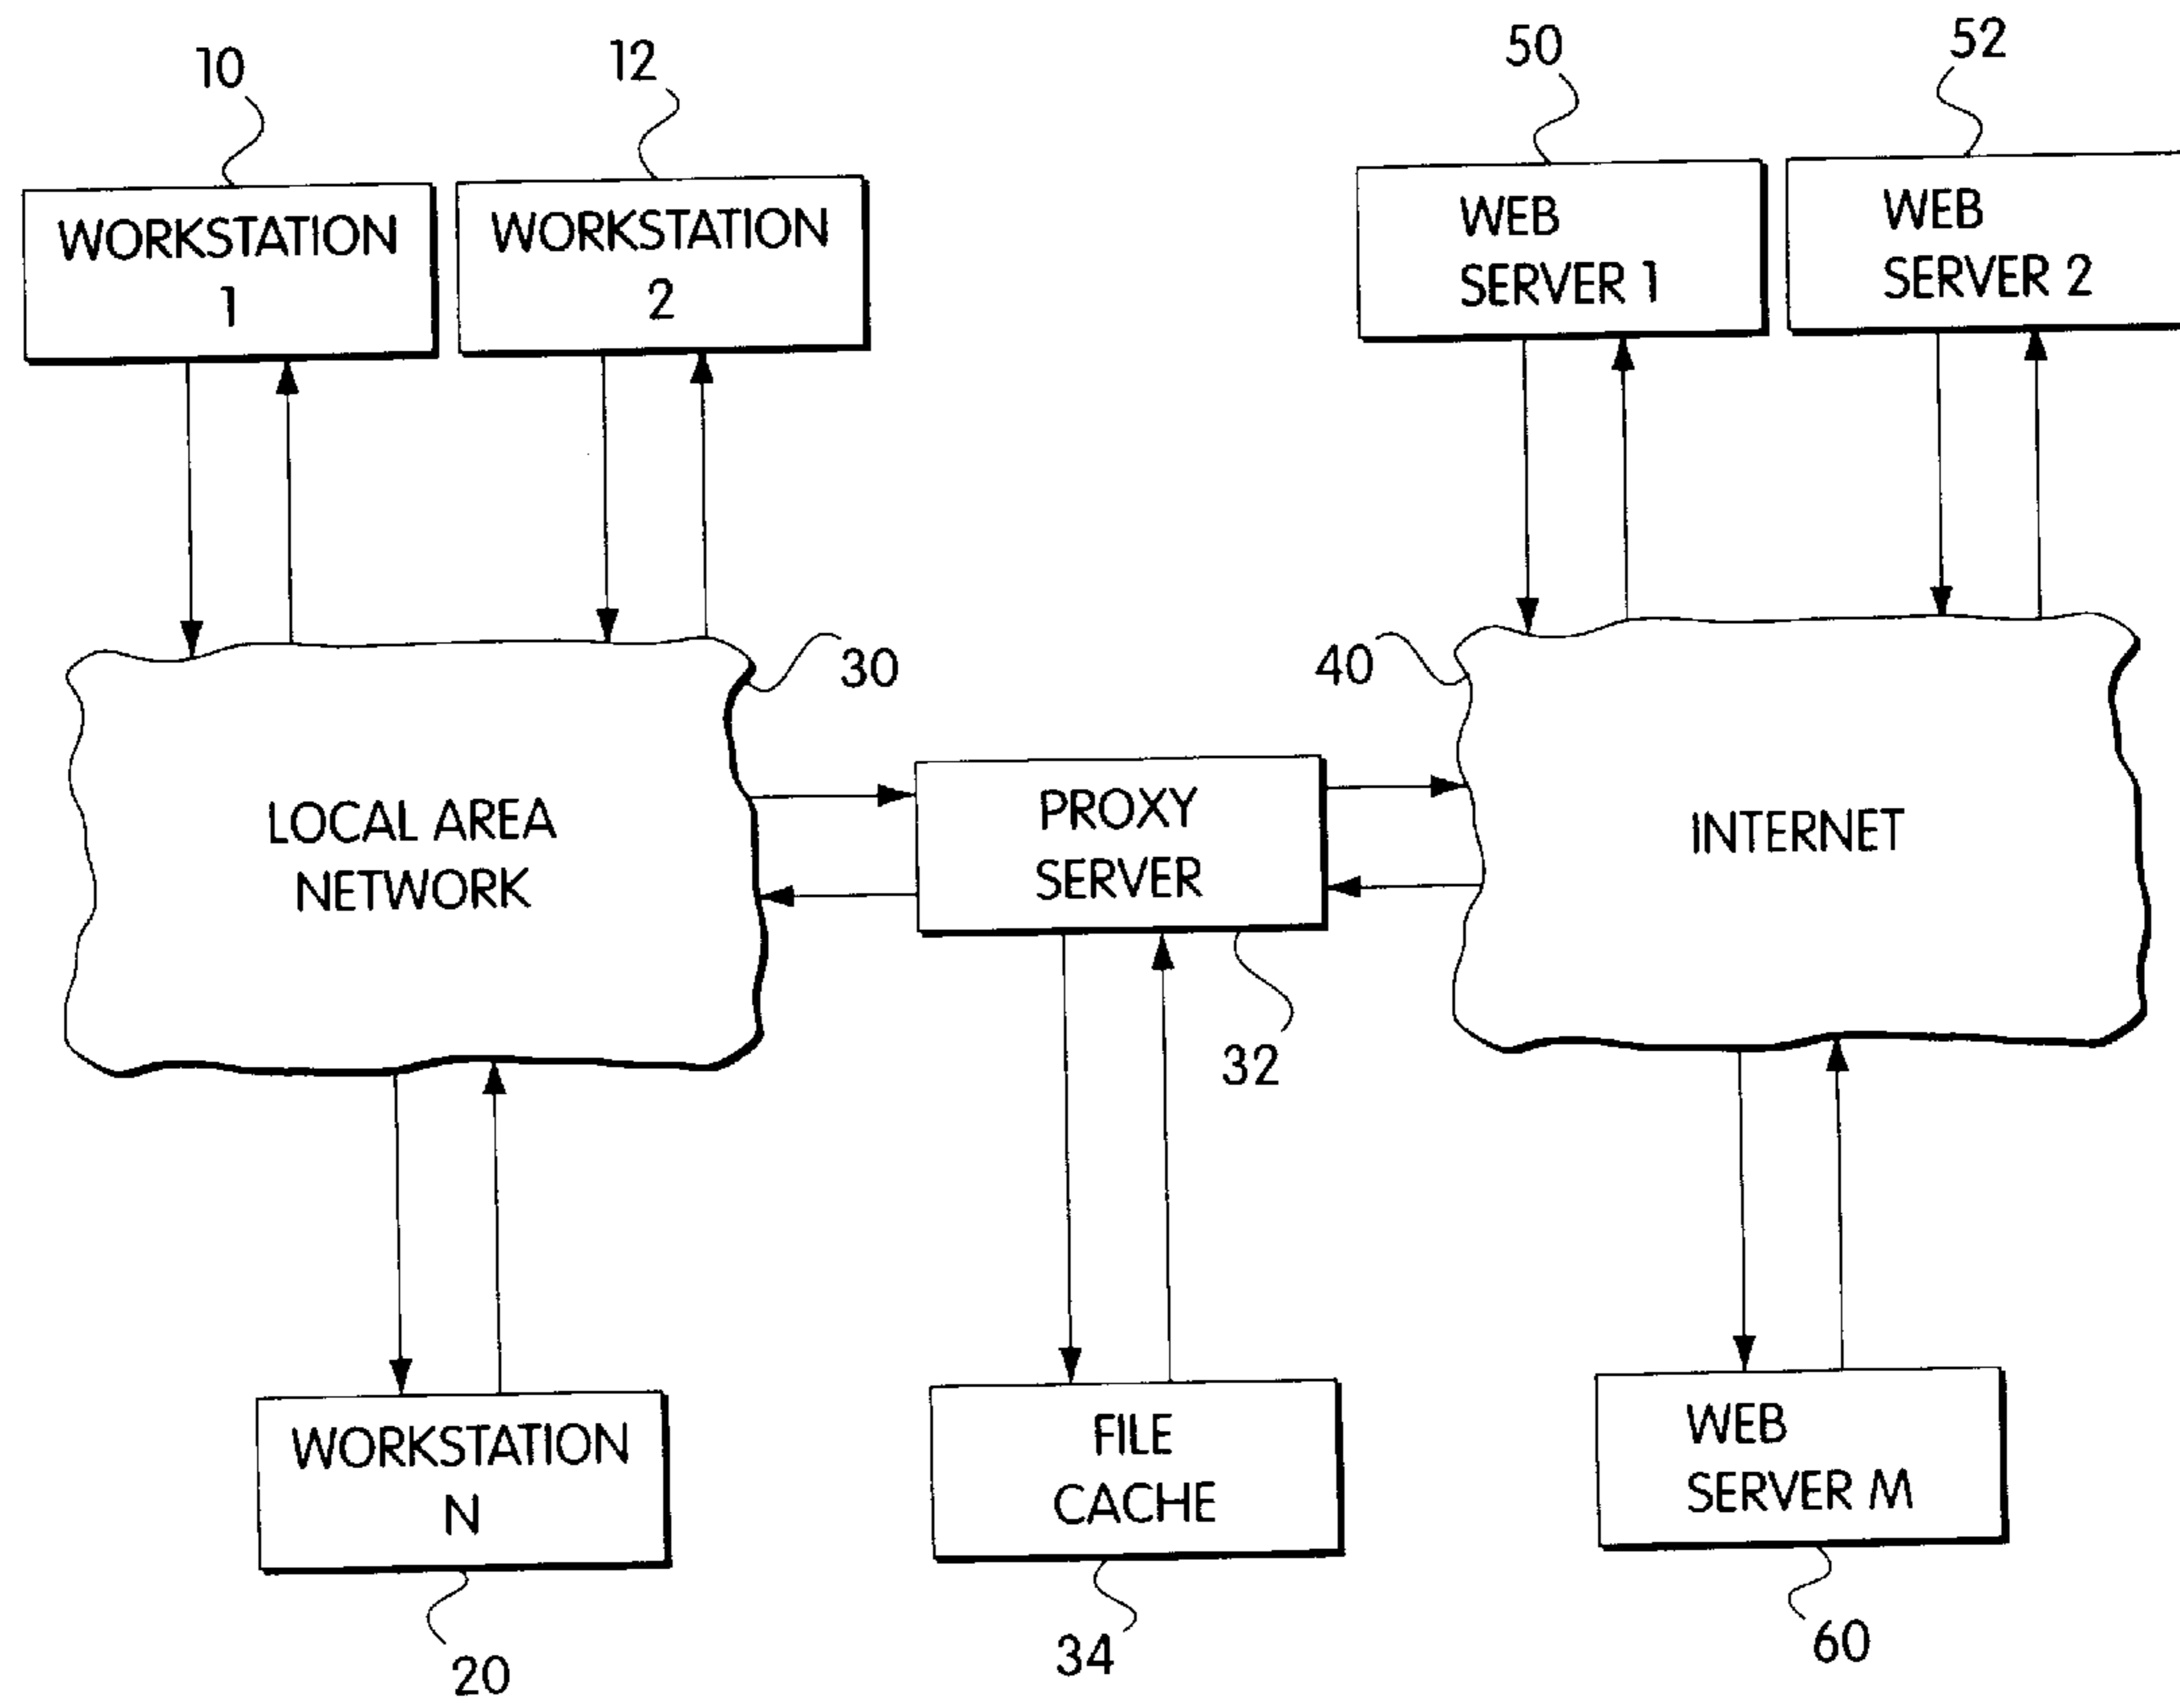 10
12
50
52
WORKSTATION
1
WORKSTATION
2
WEB
SERVER 1
WEB
SERVER 2
30
40
LOCAL AREA
NETWORK
PROXY
SERVER
INTERNET
32
WORKSTATION
N
FILE
CACHE
WEB
SERVER M
20
34
60